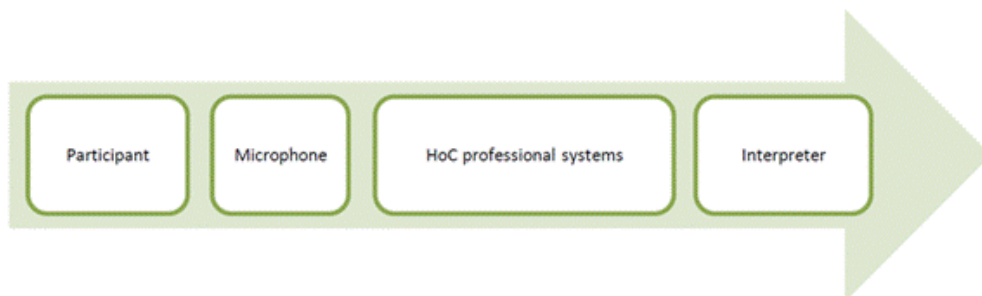 Participant
Microphone
HoC professional systems
Interpreter